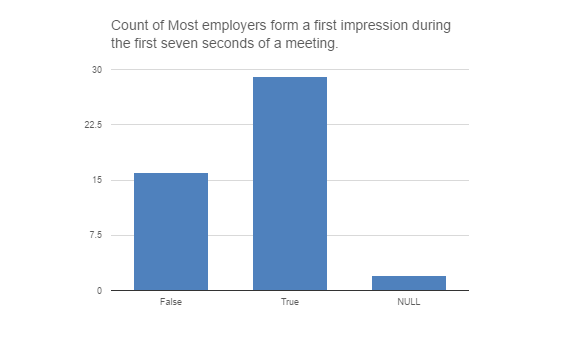 Count of Most employers form a first impression during
the first seven seconds of a meeting.
30
22.5
15
7.5
0
False True NULL